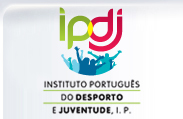 ipdj
INSTITUTO PORTUGUÊS
DO DESPORTO
E JUVENTUDE, I. P.